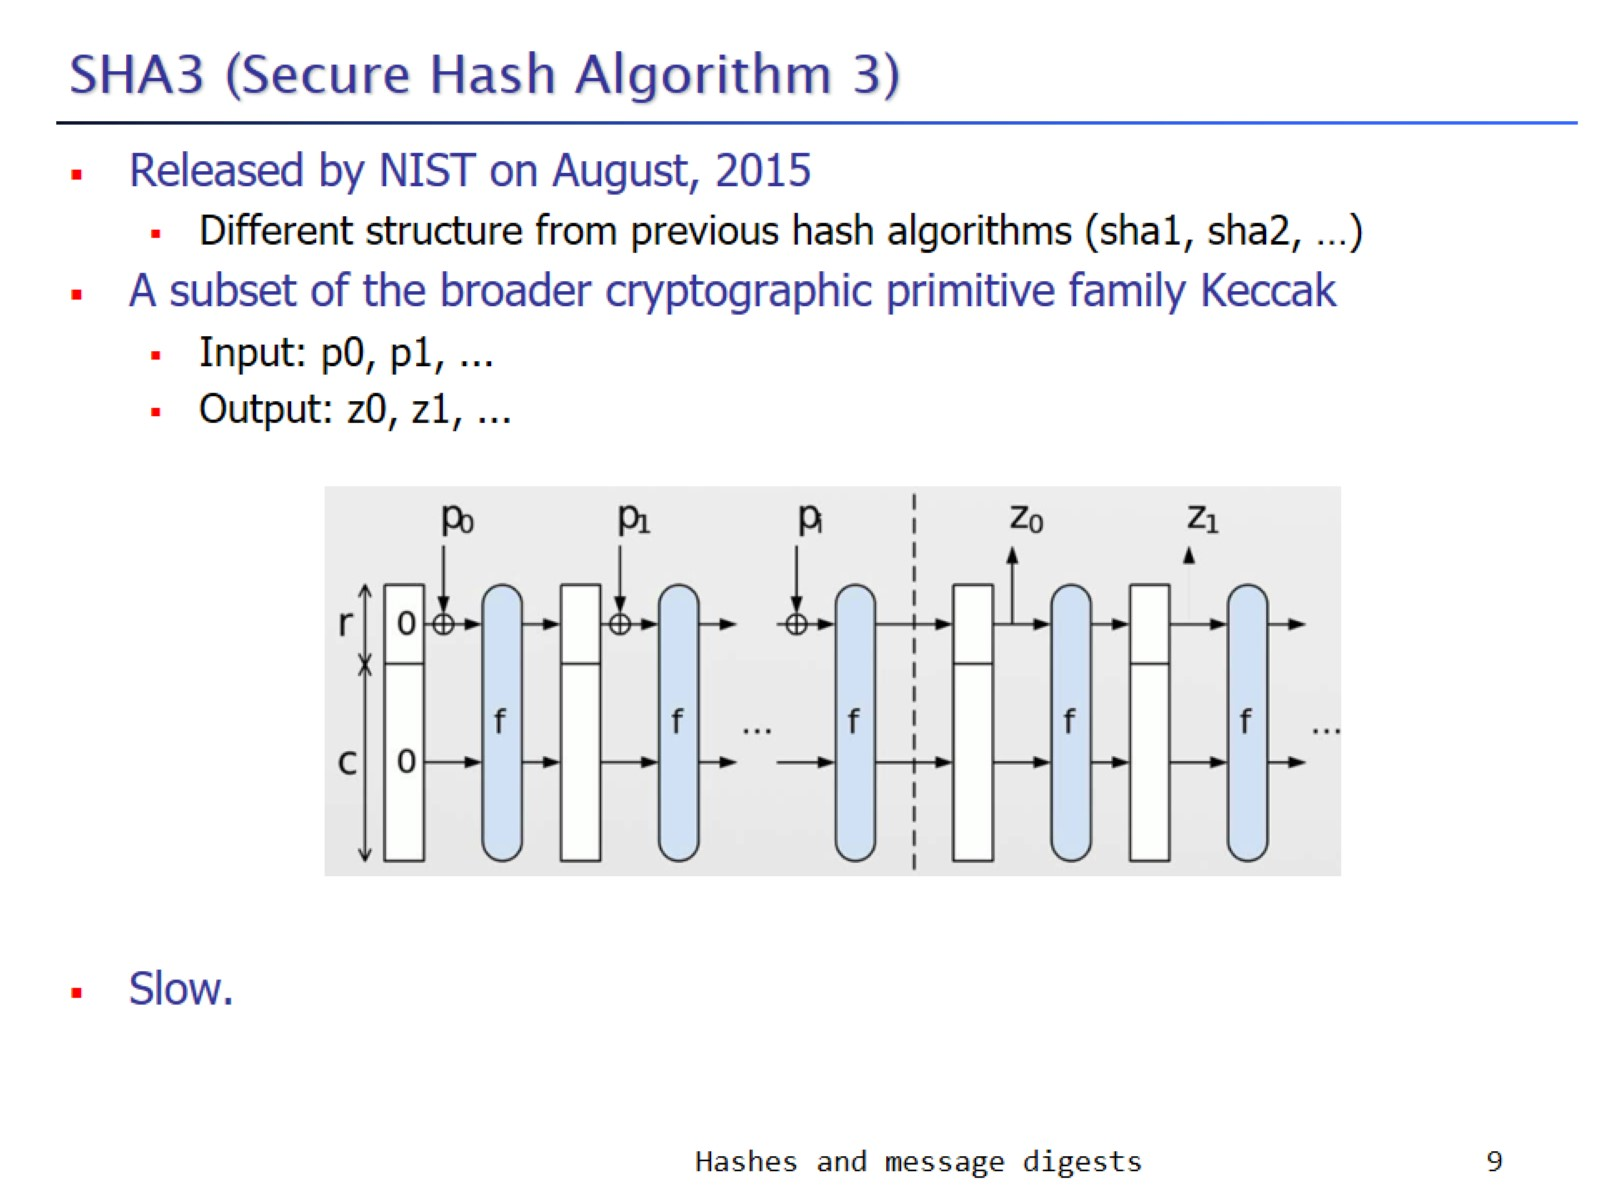 SHA3 (Secure Hash Algorithm 3)
Released by NIST on August, 2015
Different structure from previous hash algorithms (sha1, sha2, ...)
A subset of the broader cryptographic primitive family Keccak
Input: p0, p1, ...
Output: z0, z1, ...
p0 p1 pi z0 z1
r 0
f f ... f f f ...
c 0
Slow.
Hashes and message digests 9